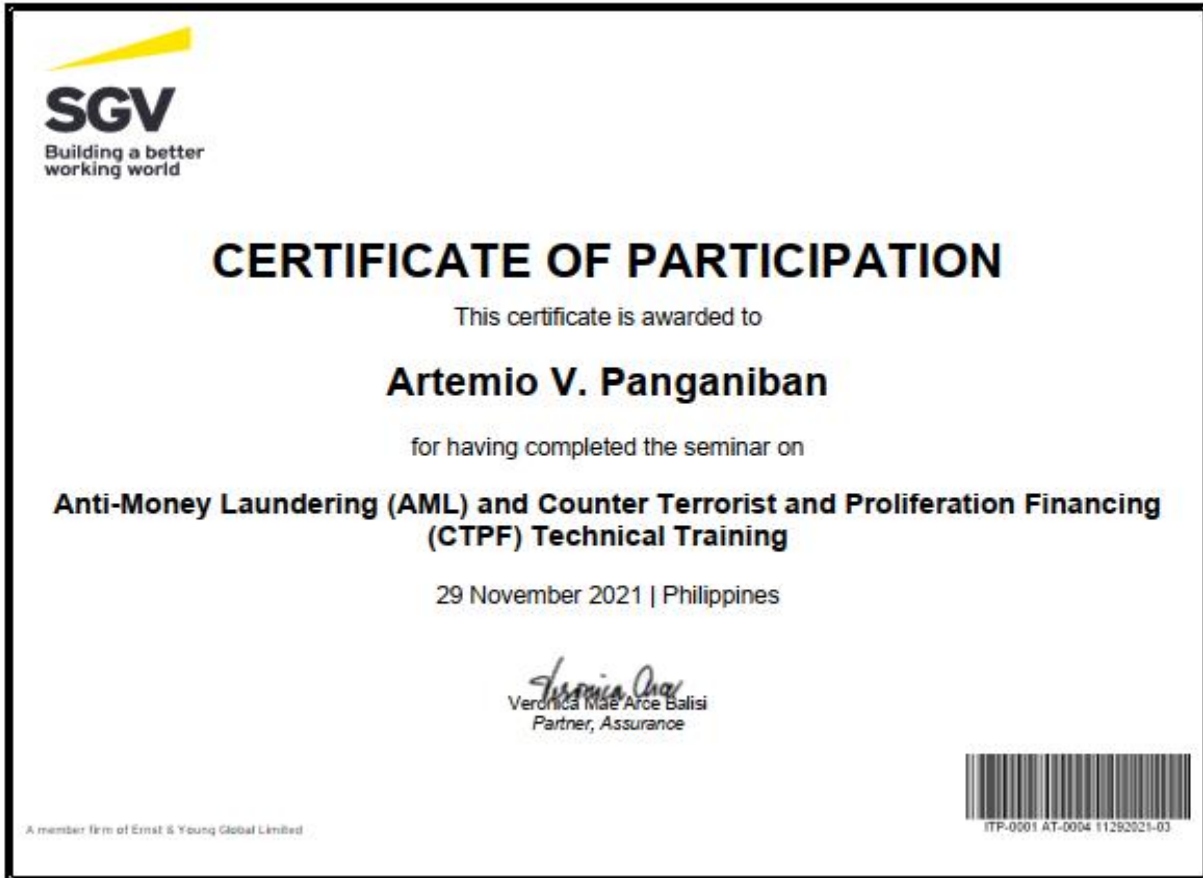 SGV
Building a better
working world
CERTIFICATE OF PARTICIPATION
This certificate is awarded to
Artemio V. Panganiban
for having completed the seminar on
Anti-Money Laundering (AML) and Counter Terrorist and Proliferation Financing
(CTPF) Technical Training
29 November 2021 | Philippines
Veronica Arce
Veronica Mae Arce Balisi
Partner, Assurance
A member firm of Ernst & Young Global Limited
ITP-0001 AT-0004 11292021-03